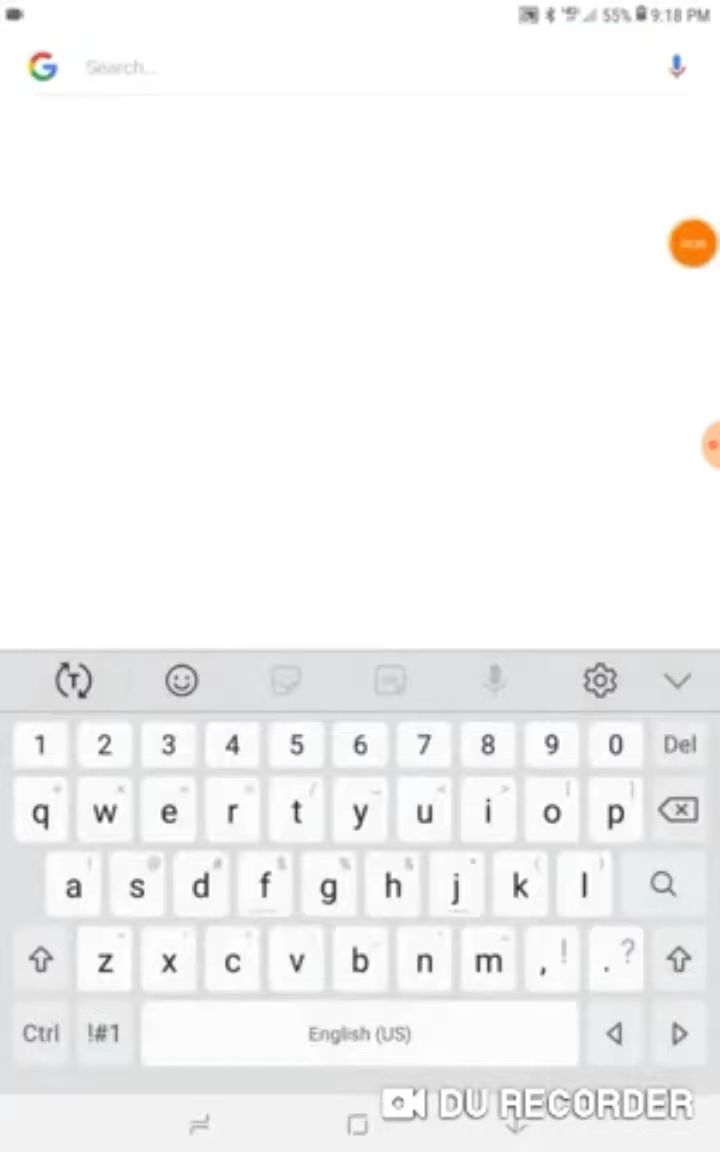 55% 9:18 PM
G Search...
T
1 2 3 4 5 6 7 8 9 0 Del
q w e r t y u i o p
a s d f g h j k l
z x c v b n m , ! . ?
Ctrl !#1 English (US)
DU RECORDER